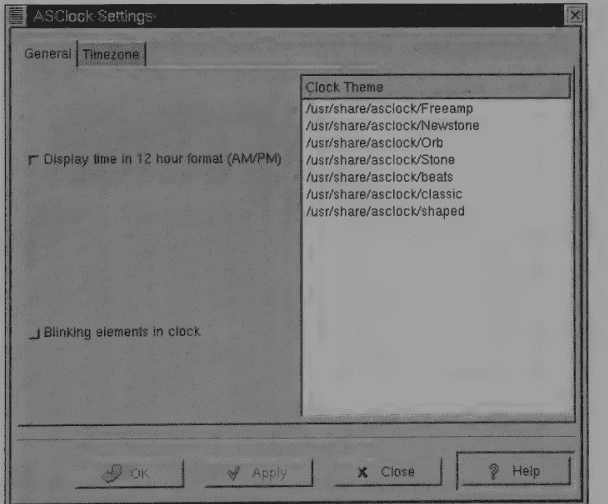 ASClock Settings
General
Timezone
Clock Theme
/usr/share/asclock/Freeamp
/usr/share/asclock/Newstone
/usr/share/asclock/Orb
/usr/share/asclock/Stone
/usr/share/asclock/beats
/usr/share/asclock/classic
/usr/share/asclock/shaped
Display time in 12 hour format (AM/PM)
Blinking elements in clock
OK
Apply
Close
Help